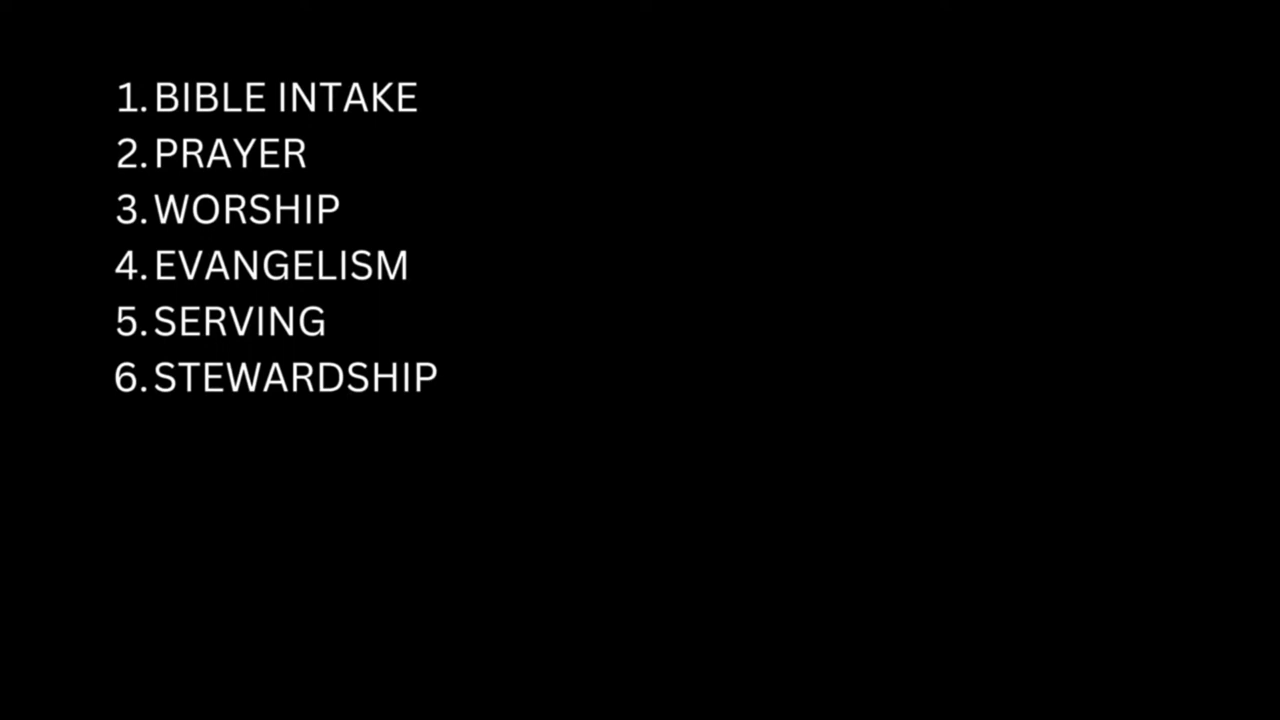 1. BIBLE INTAKE
2. PRAYER
3. WORSHIP
4. EVANGELISM
5. SERVING
6. STEWARDSHIP